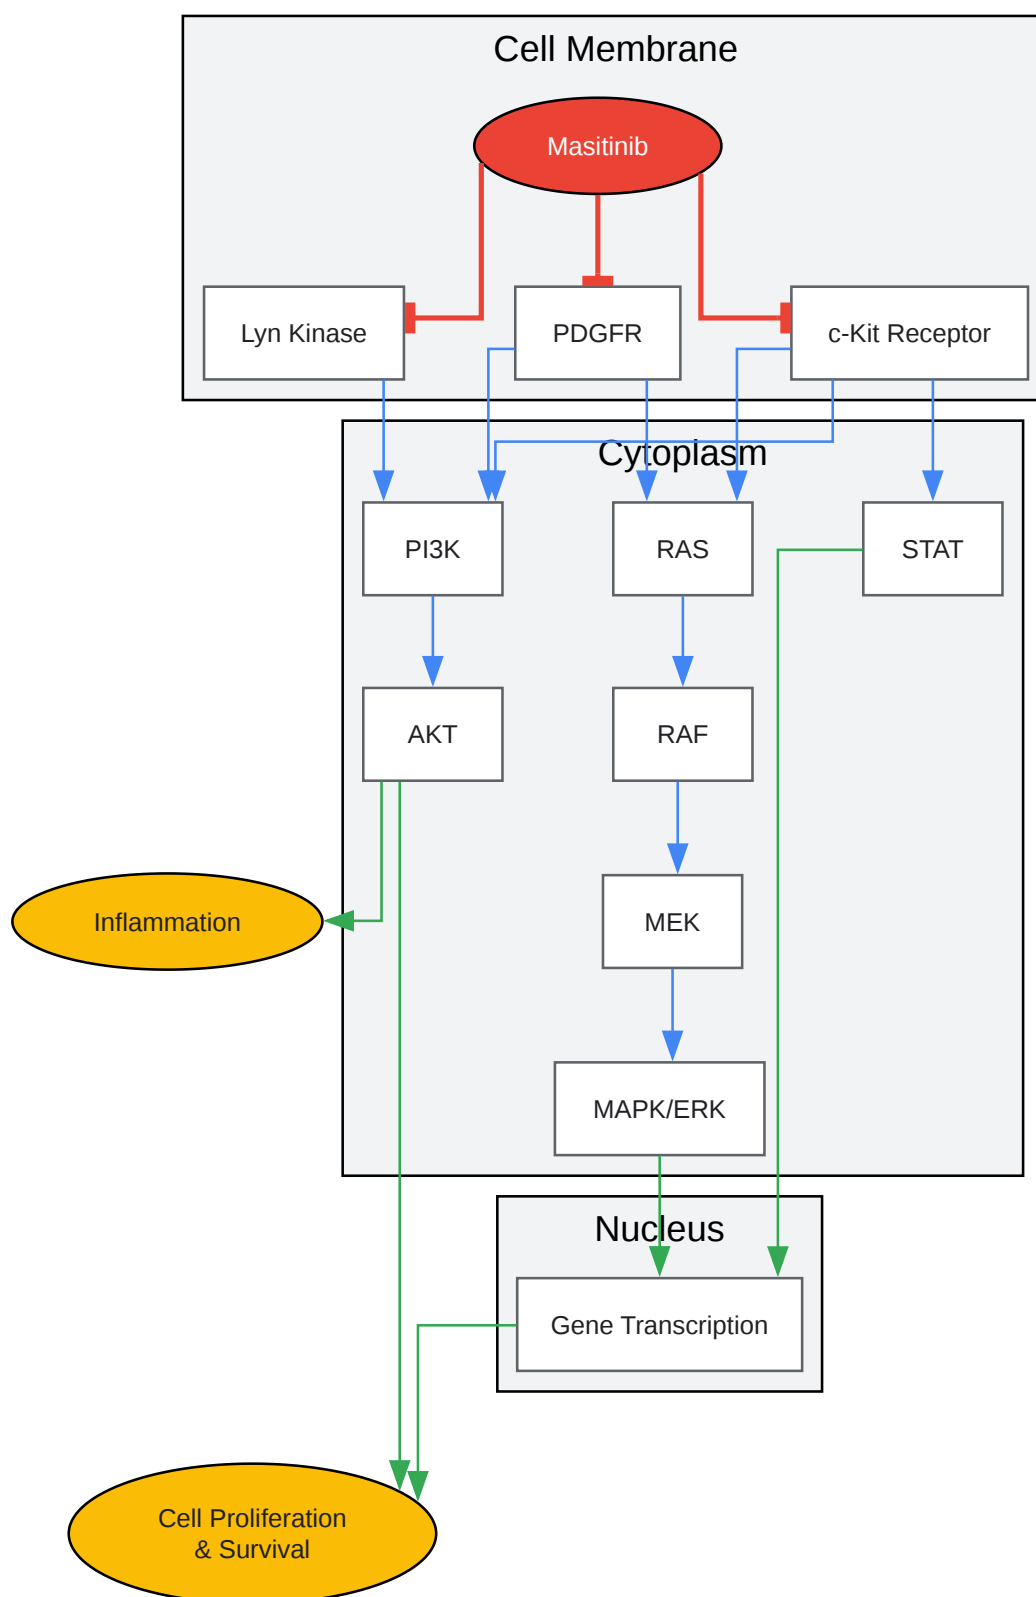 Cell Membrane
Masitinib
Lyn Kinase
PDGFR
c-Kit Receptor
Cytoplasm
PI3K
RAS
STAT
AKT
RAF
Inflammation
MEK
MAPK/ERK
Nucleus
Gene Transcription
Cell Proliferation
& Survival